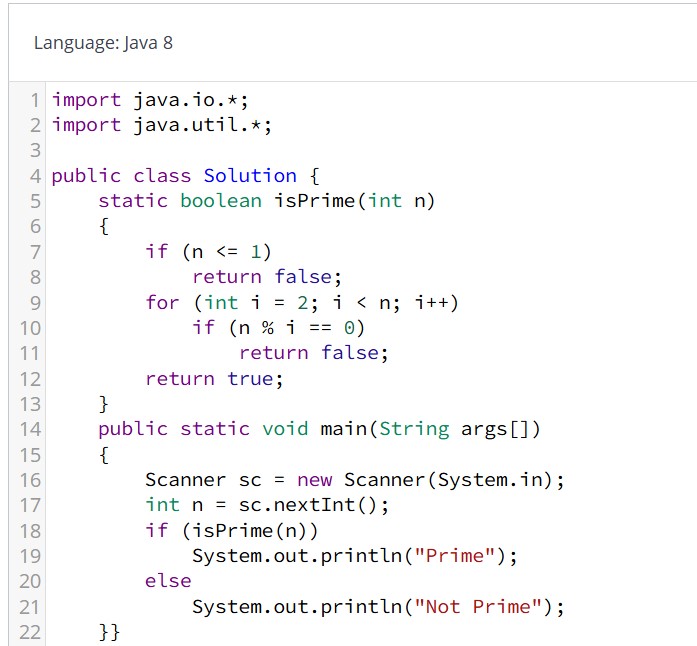 Language: Java 8
1 import java.io.*;
2 import java.util.*;
3
4 public class Solution {
5     static boolean isPrime(int n)
6     {
7         if (n <= 1)
8             return false;
9         for (int i = 2; i < n; i++)
10             if (n % i == 0)
11                 return false;
12         return true;
13     }
14     public static void main(String args[])
15     {
16         Scanner sc = new Scanner(System.in);
17         int n = sc.nextInt();
18         if (isPrime(n))
19             System.out.println("Prime");
20         else
21             System.out.println("Not Prime");
22     }}